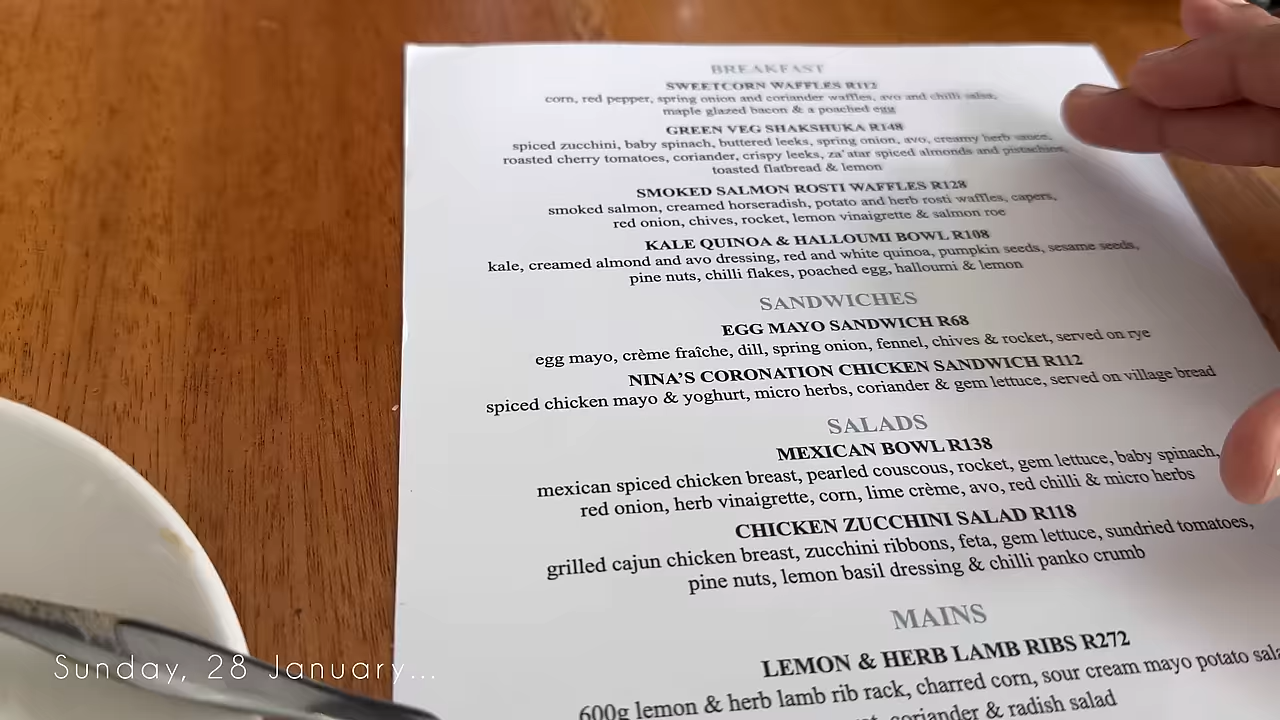 BREAKFAST
SWEETCORN WAFFLES R112
corn, red pepper, spring onion and coriander waffles, avo and chilli salsa,
maple glazed bacon & a poached egg
GREEN VEG SHAKSHUKA R148
spiced zucchini, baby spinach, buttered leeks, spring onion, avo, creamy herb sauce,
roasted cherry tomatoes, coriander, crispy leeks, za'atar spiced almonds and pistachios,
toasted flatbread & lemon
SMOKED SALMON ROSTI WAFFLES R128
smoked salmon, creamed horseradish, potato and herb rosti waffles, capers,
red onion, chives, rocket, lemon vinaigrette & salmon roe
KALE QUINOA & HALLOUMI BOWL R108
kale, creamed almond and avo dressing, red and white quinoa, pumpkin seeds, sesame seeds,
pine nuts, chilli flakes, poached egg, halloumi & lemon
SANDWICHES
EGG MAYO SANDWICH R68
egg mayo, crème fraîche, dill, spring onion, fennel, chives & rocket, served on rye
NINA'S CORONATION CHICKEN SANDWICH R112
spiced chicken mayo & yoghurt, micro herbs, coriander & gem lettuce, served on village bread
SALADS
MEXICAN BOWL R138
mexican spiced chicken breast, pearled couscous, rocket, gem lettuce, baby spinach,
red onion, herb vinaigrette, corn, lime crème, avo, red chilli & micro herbs
CHICKEN ZUCCHINI SALAD R118
grilled cajun chicken breast, zucchini ribbons, feta, gem lettuce, sundried tomatoes,
pine nuts, lemon basil dressing & chilli panko crumb
MAINS
LEMON & HERB LAMB RIBS R272
600g lemon & herb lamb rib rack, charred corn, sour cream mayo potato
coriander & radish salad
Sunday, 28 January...